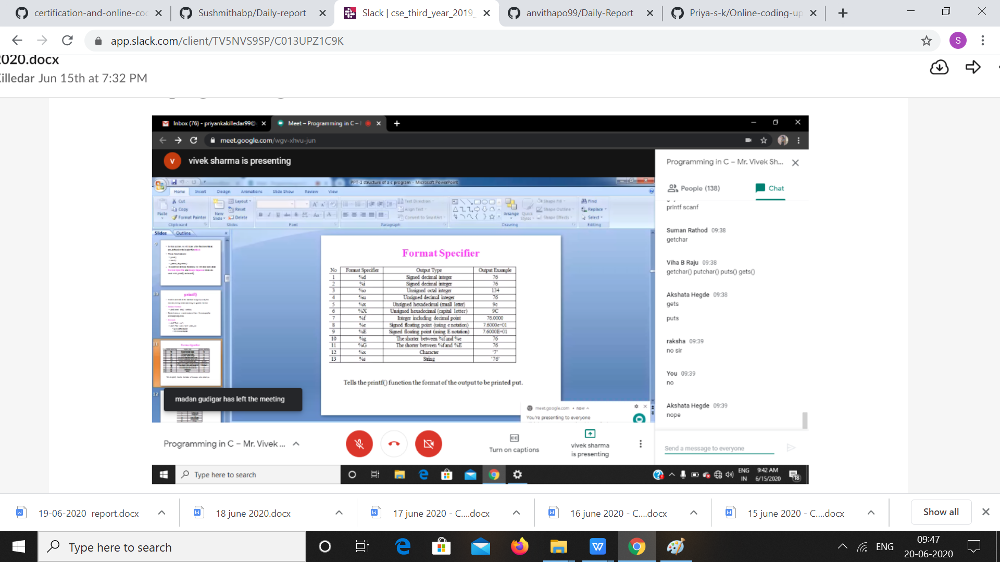 certification-and-online-co
Sushmithabp/Daily-report
Slack | cse_third_year_2019_
anvithapo99/Daily-Report
Priya-s-k/Online-coding-up
app.slack.com/client/TV5NVS9SP/C013UPZ1C9K
S
2020.docx
Killedar Jun 15th at 7:32 PM
Inbox (76) - priyankakilledar99@
Meet – Programming in C –
meet.google.com/wgv-xhvu-jun
V
vivek sharma is presenting
PPT-1 structure of a c program - Microsoft PowerPoint
Home Insert Design Animations Slide Show Review View
Paste
Cut
Copy
Format Painter
Clipboard
New Slide
Layout
Reset
Delete
Slides
Font
Text Direction
Align Text
Convert to SmartArt
Paragraph
Arrange
Quick Styles
Shape Fill
Shape Outline
Shape Effects
Drawing
Find
Replace
Select
Editing
Slides Outline
9
10
printf()
11
Format Specifier
12
Format Specifier
No Format Specifier Output Type Output Example
1 %d Signed decimal integer 76
2 %i Signed decimal integer 76
3 %o Unsigned octal integer 134
4 %u Unsigned decimal integer 76
5 %x Unsigned hexadecimal (small letter) 9c
6 %X Unsigned hexadecimal (capital letter) 9C
7 %f Integer including decimal point 76.0000
8 %e Signed floating point (using e notation) 7.6000e+01
9 %E Signed floating point (using E notation) 7.6000E+01
10 %g The shorter between %f and %e 76
11 %G The shorter between %f and %E 76
12 %x Character '7'
13 %s String '76'
Tells the printf() function the format of the output to be printed put.
madan gudigar has left the meeting
meet.google.com • now
You're presenting to everyone
Programming in C – Mr. Vivek Sh...
People (138)
Chat
printf scanf
Suman Rathod 09:38
getchar
Viha B Raju 09:38
getchar() putchar() puts() gets()
Akshata Hegde 09:38
gets
puts
raksha 09:39
no sir
You 09:39
no
Akshata Hegde 09:39
nope
Send a message to everyone
Programming in C – Mr. Vivek ...
Turn on captions
vivek sharma
is presenting
Type here to search
ENG
IN
9:42 AM
6/15/2020
18
19-06-2020 report.docx
18 june 2020.docx
17 june 2020 - C....docx
16 june 2020 - C....docx
15 june 2020 - C....docx
Show all
Type here to search
ENG
09:47
20-06-2020